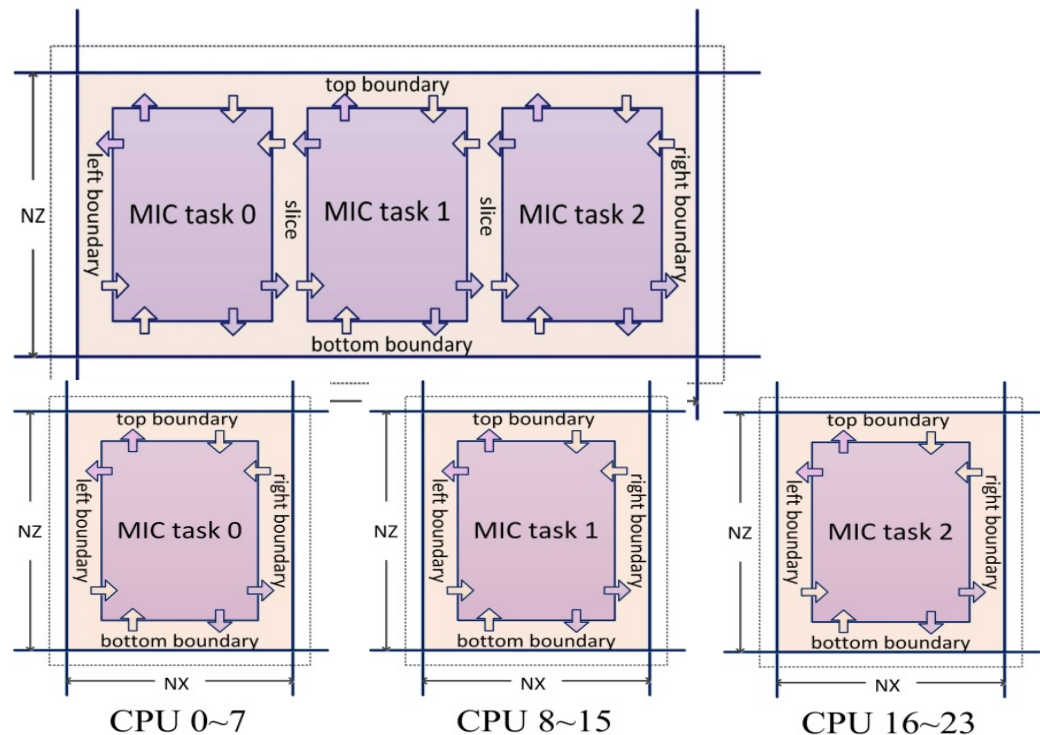 top boundary
NZ
left boundary
MIC task 0
slice
MIC task 1
slice
MIC task 2
right boundary
bottom boundary
top boundary
NZ
left boundary
MIC task 0
right boundary
bottom boundary
NX
CPU 0~7
top boundary
NZ
left boundary
MIC task 1
right boundary
bottom boundary
NX
CPU 8~15
top boundary
NZ
left boundary
MIC task 2
right boundary
bottom boundary
NX
CPU 16~23